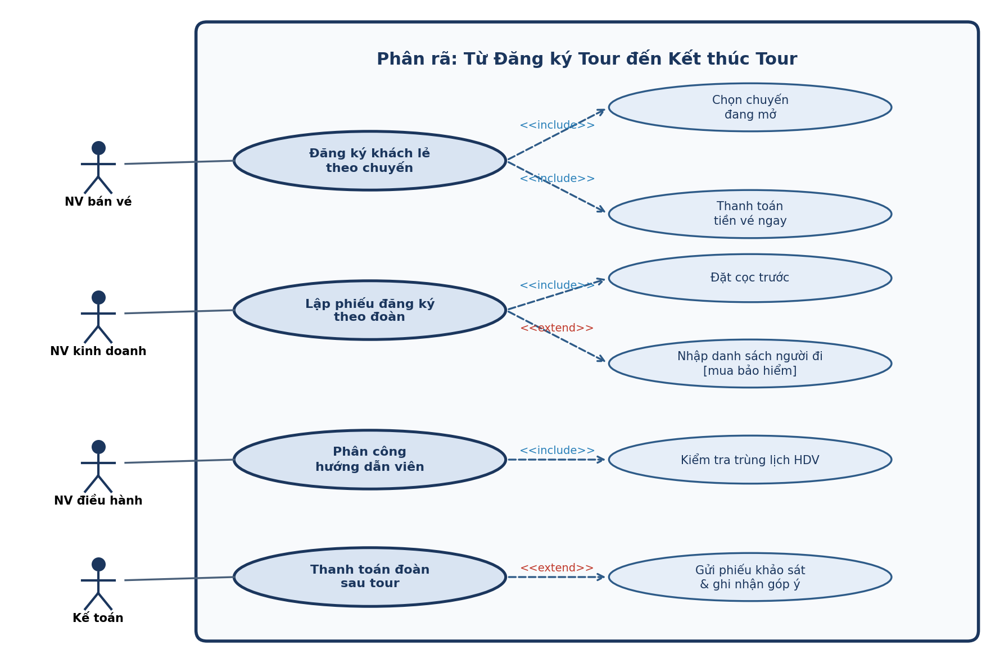 Phân rã: Từ Đăng ký Tour đến Kết thúc Tour
Chọn chuyến
đang mở
<<include>>
Đăng ký khách lẻ
theo chuyến
<<include>>
NV bán vé
Thanh toán
tiền vé ngay
Đặt cọc trước
<<include>>
Lập phiếu đăng ký
theo đoàn
<<extend>>
NV kinh doanh
Nhập danh sách người đi
[mua bảo hiểm]
Phân công
hướng dẫn viên
<<include>>
Kiểm tra trùng lịch HDV
NV điều hành
Thanh toán đoàn
sau tour
<<extend>>
Gửi phiếu khảo sát
& ghi nhận góp ý
Kế toán